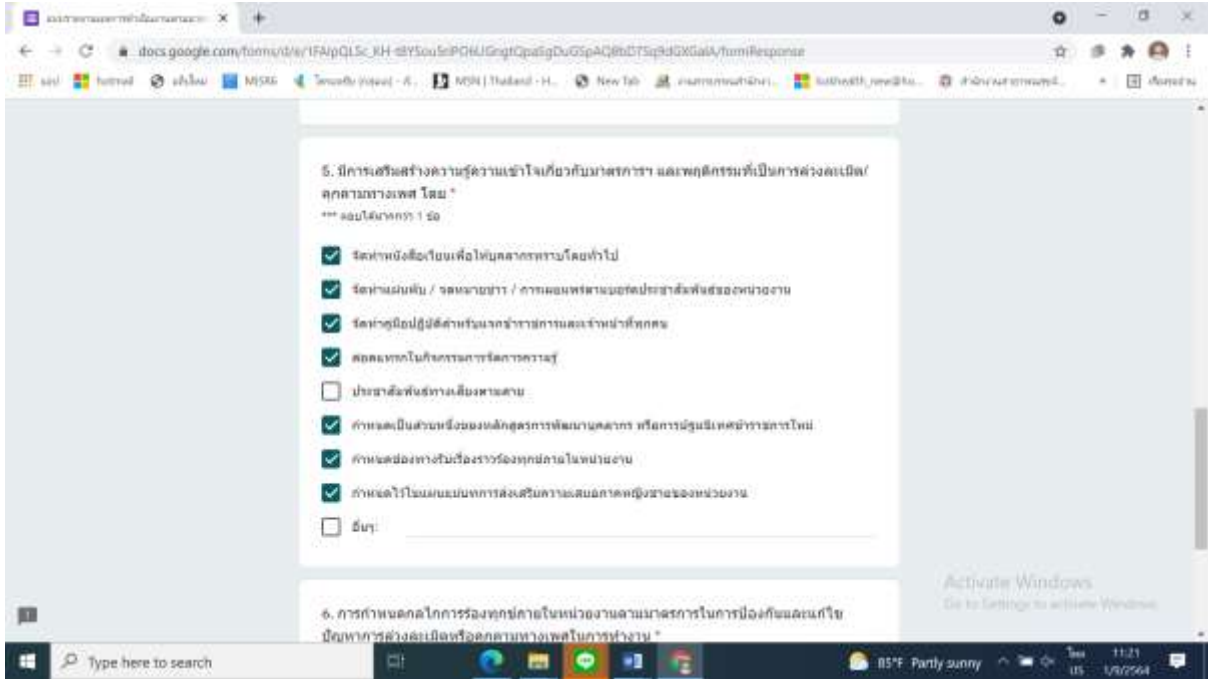 docs.google.com/forms/d/e/
hotmail MSN | Thailand - H... New Tab
5. มีการเสริมสร้างความรู้ความเข้าใจเกี่ยวกับมาตรการฯ และพฤติกรรมที่เป็นการล่วงละเมิด/
คุกคามทางเพศ โดย *
*** ตอบได้มากกว่า 1 ข้อ
จัดทำหนังสือเวียนเพื่อให้บุคลากรทราบโดยทั่วไป
จัดทำแผ่นพับ / จดหมายข่าว / การเผยแพร่ตามบอร์ดประชาสัมพันธ์ของหน่วยงาน
จัดทำคู่มือปฏิบัติสำหรับแจกข้าราชการและเจ้าหน้าที่ทุกคน
สอดแทรกในกิจกรรมการจัดการความรู้
ประชาสัมพันธ์ทางเสียงตามสาย
กำหนดเป็นส่วนหนึ่งของหลักสูตรการพัฒนาบุคลากร หรือการปฐมนิเทศข้าราชการใหม่
กำหนดช่องทางรับเรื่องราวร้องทุกข์ภายในหน่วยงาน
กำหนดไว้ในแผนแม่บทการส่งเสริมความเสมอภาคหญิงชายของหน่วยงาน
อื่นๆ:
Activate Windows
Go to Settings to activate Windows.
6. การกำหนดกลไกการร้องทุกข์ภายในหน่วยงานตามมาตรการในการป้องกันและแก้ไข
ปัญหาการล่วงละเมิดหรือคุกคามทางเพศในการทำงาน *
Type here to search
85°F Partly sunny
ไทย
US
11:21
1/9/2564